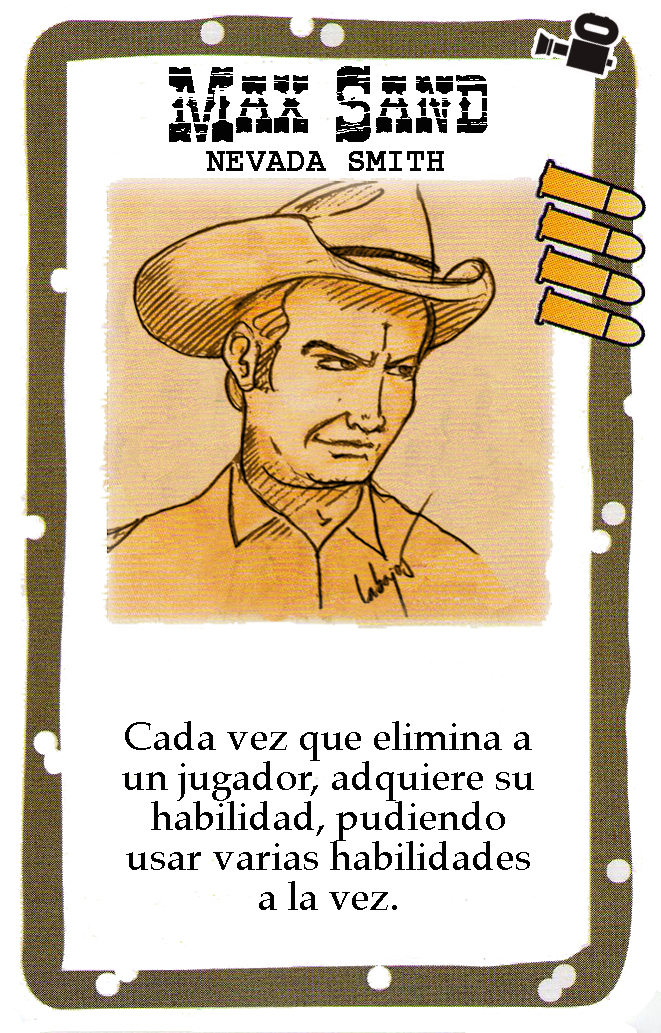 Max Sand
NEVADA SMITH
Labajos
Cada vez que elimina a
un jugador, adquiere su
habilidad, pudiendo
usar varias habilidades
a la vez.